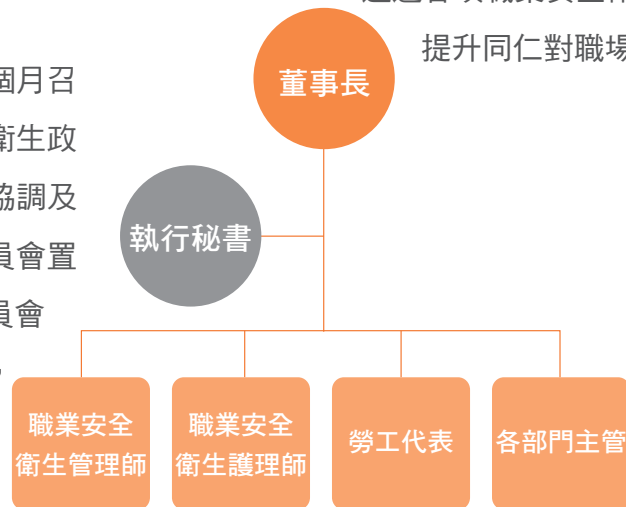 提升同仁對職場
個月召
衛生政
協調及
員會置
員會
董事長
執行秘書
職業安全
衛生管理師
職業安全
衛生護理師
勞工代表
各部門主管